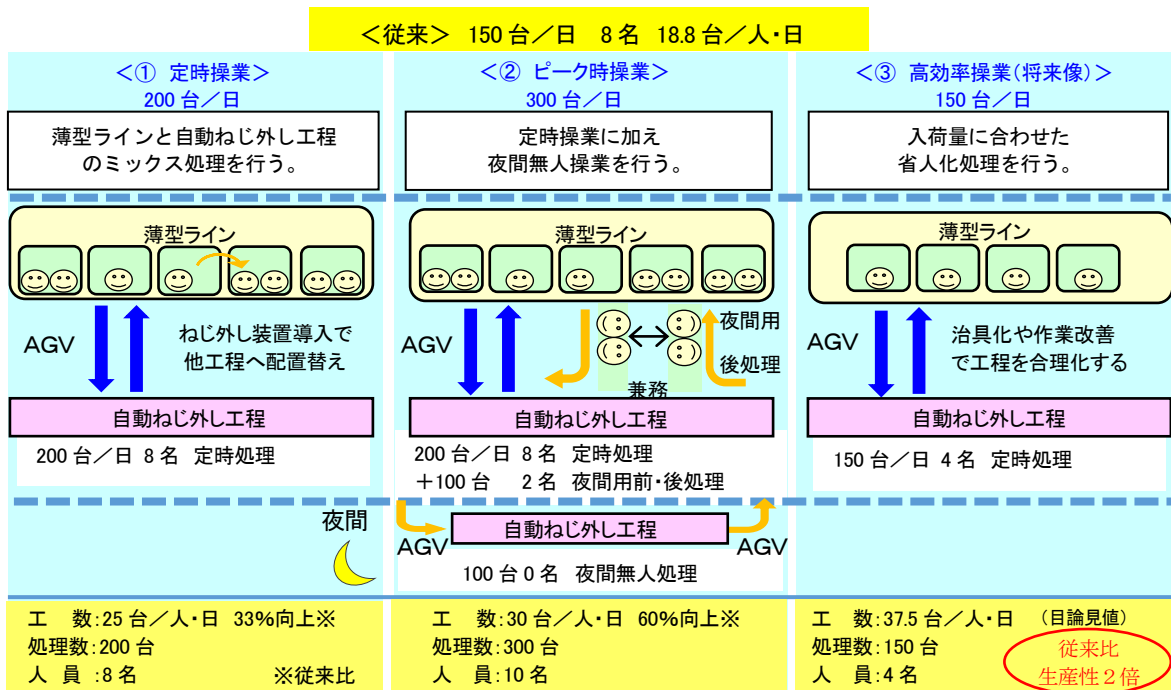 ＜従来＞ 150台／日 8名 18.8台／人・日
＜① 定時操業＞
200台／日
薄型ラインと自動ねじ外し工程
のミックス処理を行う。
薄型ライン
AGV
ねじ外し装置導入で
他工程へ配置替え
自動ねじ外し工程
200台／日 8名 定時処理
工 数：25台／人・日 33%向上※
処理数：200台
人 員：8名 ※従来比
＜② ピーク時操業＞
300台／日
定時操業に加え
夜間無人操業を行う。
薄型ライン
AGV
夜間用
後処理
兼務
自動ねじ外し工程
200台／日 8名 定時処理
＋100台 2名 夜間用前・後処理
夜間
AGV
自動ねじ外し工程
AGV
100台0名 夜間無人処理
工 数：30台／人・日 60%向上※
処理数：300台
人 員：10名
＜③ 高効率操業(将来像)＞
150台／日
入荷量に合わせた
省人化処理を行う。
薄型ライン
AGV
治具化や作業改善
で工程を合理化する
自動ねじ外し工程
150台／日 4名 定時処理
工 数：37.5台／人・日 (目論見値)
処理数：150台
人 員：4名
従来比
生産性２倍